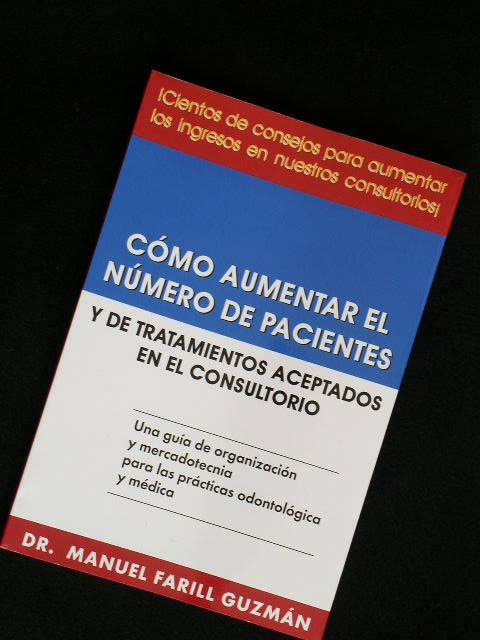 !Cientos de consejos para aumentar
los ingresos en nuestros consultorios¡
CÓMO AUMENTAR EL
NÚMERO DE PACIENTES
Y DE TRATAMIENTOS ACEPTADOS
EN EL CONSULTORIO
Una guía de organización
y mercadotecnia
para las prácticas odontológica
y médica
DR. MANUEL FARILL GUZMÁN